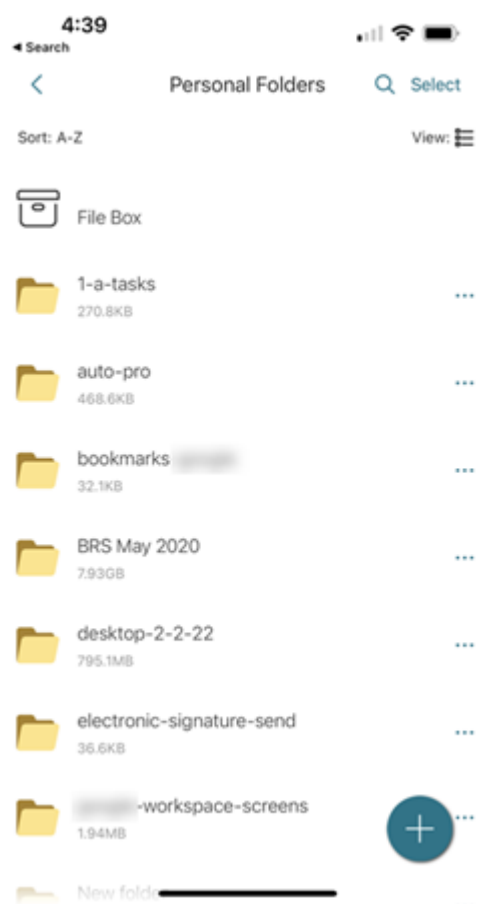 4:39
◀ Search
Personal Folders
Select
Sort: A-Z
View:
File Box
1-a-tasks
270.8KB
auto-pro
468.6KB
bookmarks
32.1KB
BRS May 2020
7.93GB
desktop-2-2-22
795.1MB
electronic-signature-send
36.6KB
-workspace-screens
1.94MB
New folde